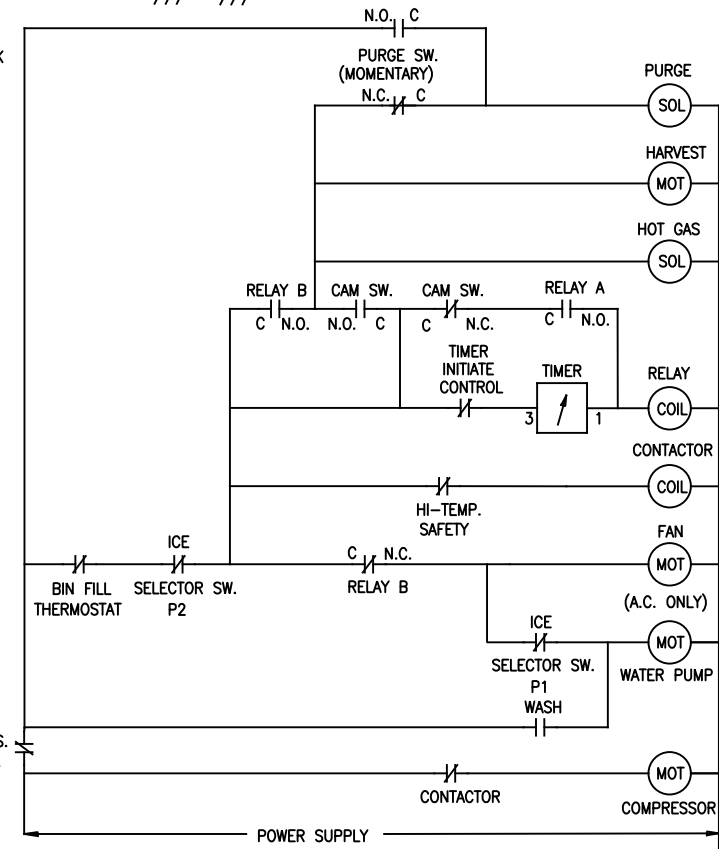 N.O. C
PURGE SW.
(MOMENTARY)
N.C. C
PURGE
SOL
HARVEST
MOT
HOT GAS
SOL
RELAY B
C N.O.
CAM SW.
N.O. C
CAM SW.
C N.C.
RELAY A
C N.O.
TIMER
INITIATE
CONTROL
TIMER
3 1
RELAY
COIL
CONTACTOR
COIL
HI-TEMP.
SAFETY
BIN FILL
THERMOSTAT
ICE
SELECTOR SW.
P2
C N.C.
RELAY B
FAN
MOT
(A.C. ONLY)
ICE
SELECTOR SW.
P1
WASH
MOT
WATER PUMP
S.
CONTACTOR
MOT
COMPRESSOR
POWER SUPPLY